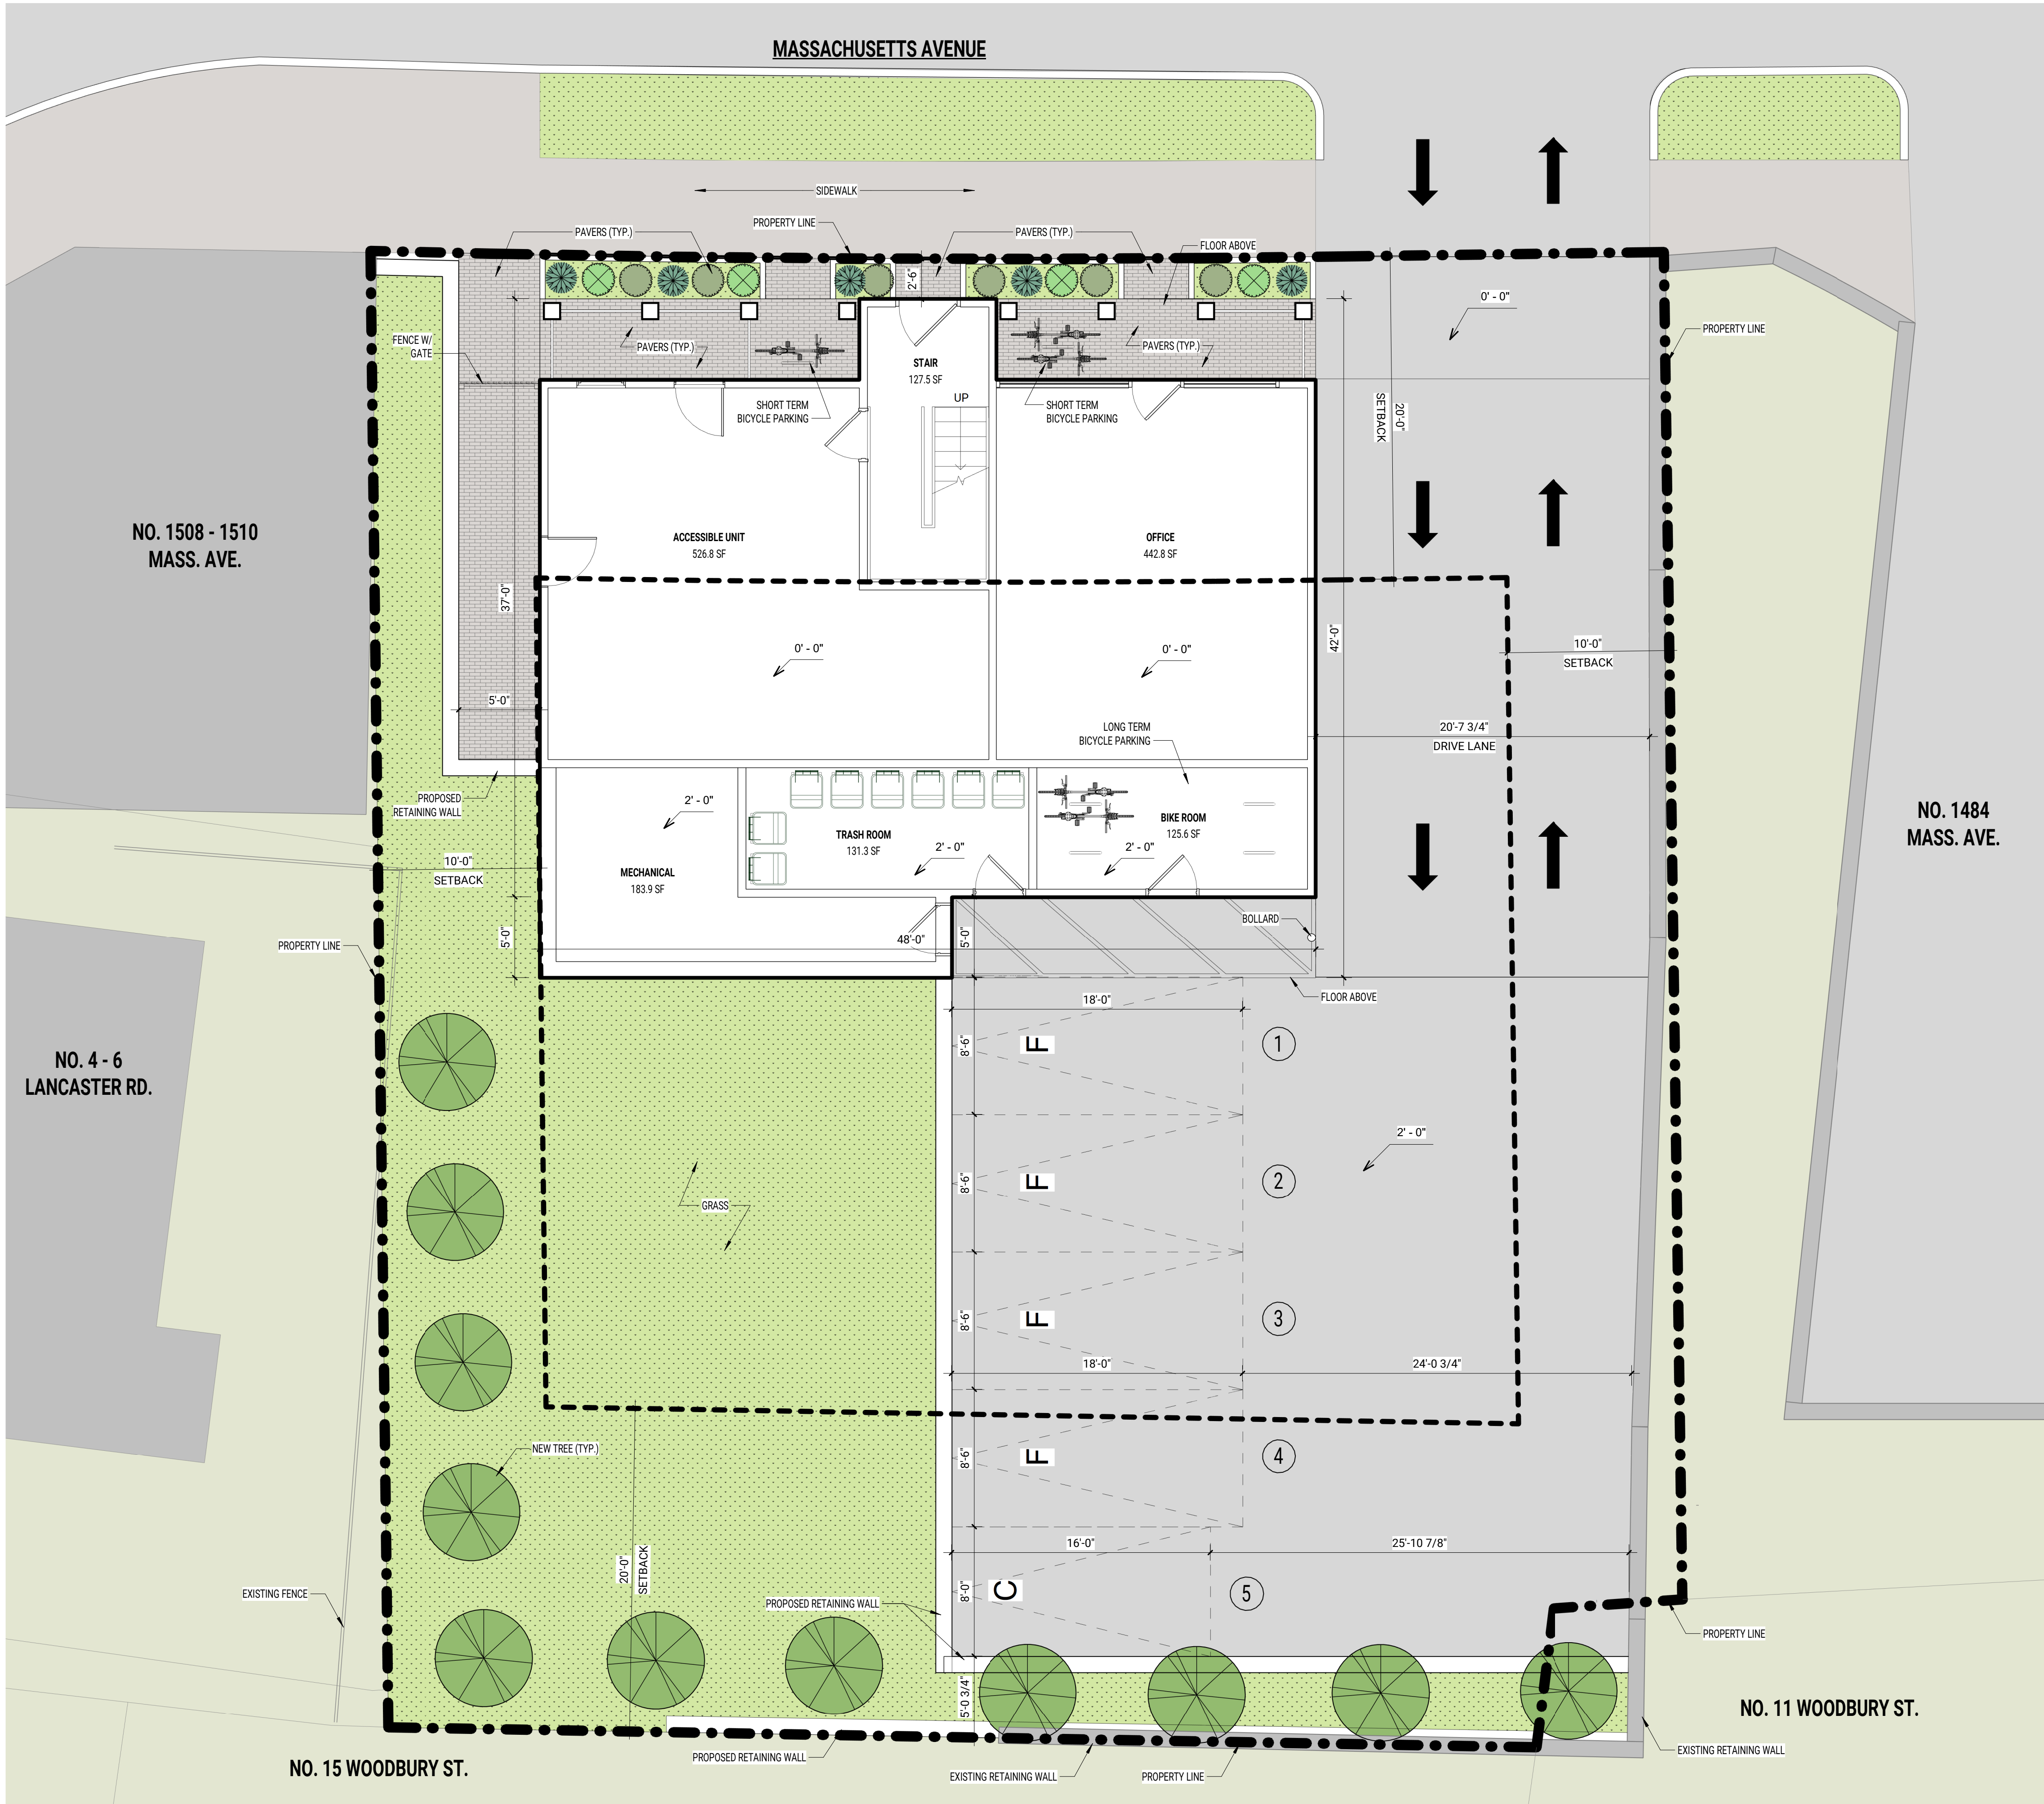 MASSACHUSETTS AVENUE
SIDEWALK
PROPERTY LINE
PAVERS (TYP.)
PAVERS (TYP.)
FLOOR ABOVE
2'-6"
0' - 0"
PROPERTY LINE
FENCE W/
GATE
PAVERS (TYP.)
PAVERS (TYP.)
STAIR
127.5 SF
UP
SHORT TERM
BICYCLE PARKING
SHORT TERM
BICYCLE PARKING
20'-0"
SETBACK
NO. 1508 - 1510
MASS. AVE.
ACCESSIBLE UNIT
526.8 SF
OFFICE
442.8 SF
37'-0"
42'-0"
0' - 0"
0' - 0"
10'-0"
SETBACK
5'-0"
LONG TERM
BICYCLE PARKING
20'-7 3/4"
DRIVE LANE
PROPOSED
RETAINING WALL
2' - 0"
NO. 1484
MASS. AVE.
TRASH ROOM
131.3 SF
2' - 0"
BIKE ROOM
125.6 SF
2' - 0"
10'-0"
SETBACK
MECHANICAL
183.9 SF
BOLLARD
5'-0"
48'-0"
5'-0"
PROPERTY LINE
FLOOR ABOVE
18'-0"
8'-6"
F
1
NO. 4 - 6
LANCASTER RD.
2' - 0"
8'-6"
F
2
GRASS
8'-6"
F
3
18'-0"
24'-0 3/4"
NEW TREE (TYP.)
8'-6"
F
4
16'-0"
25'-10 7/8"
20'-0"
SETBACK
EXISTING FENCE
8'-0"
C
5
PROPOSED RETAINING WALL
PROPERTY LINE
5'-0 3/4"
NO. 11 WOODBURY ST.
NO. 15 WOODBURY ST.
PROPOSED RETAINING WALL
EXISTING RETAINING WALL
PROPERTY LINE
EXISTING RETAINING WALL